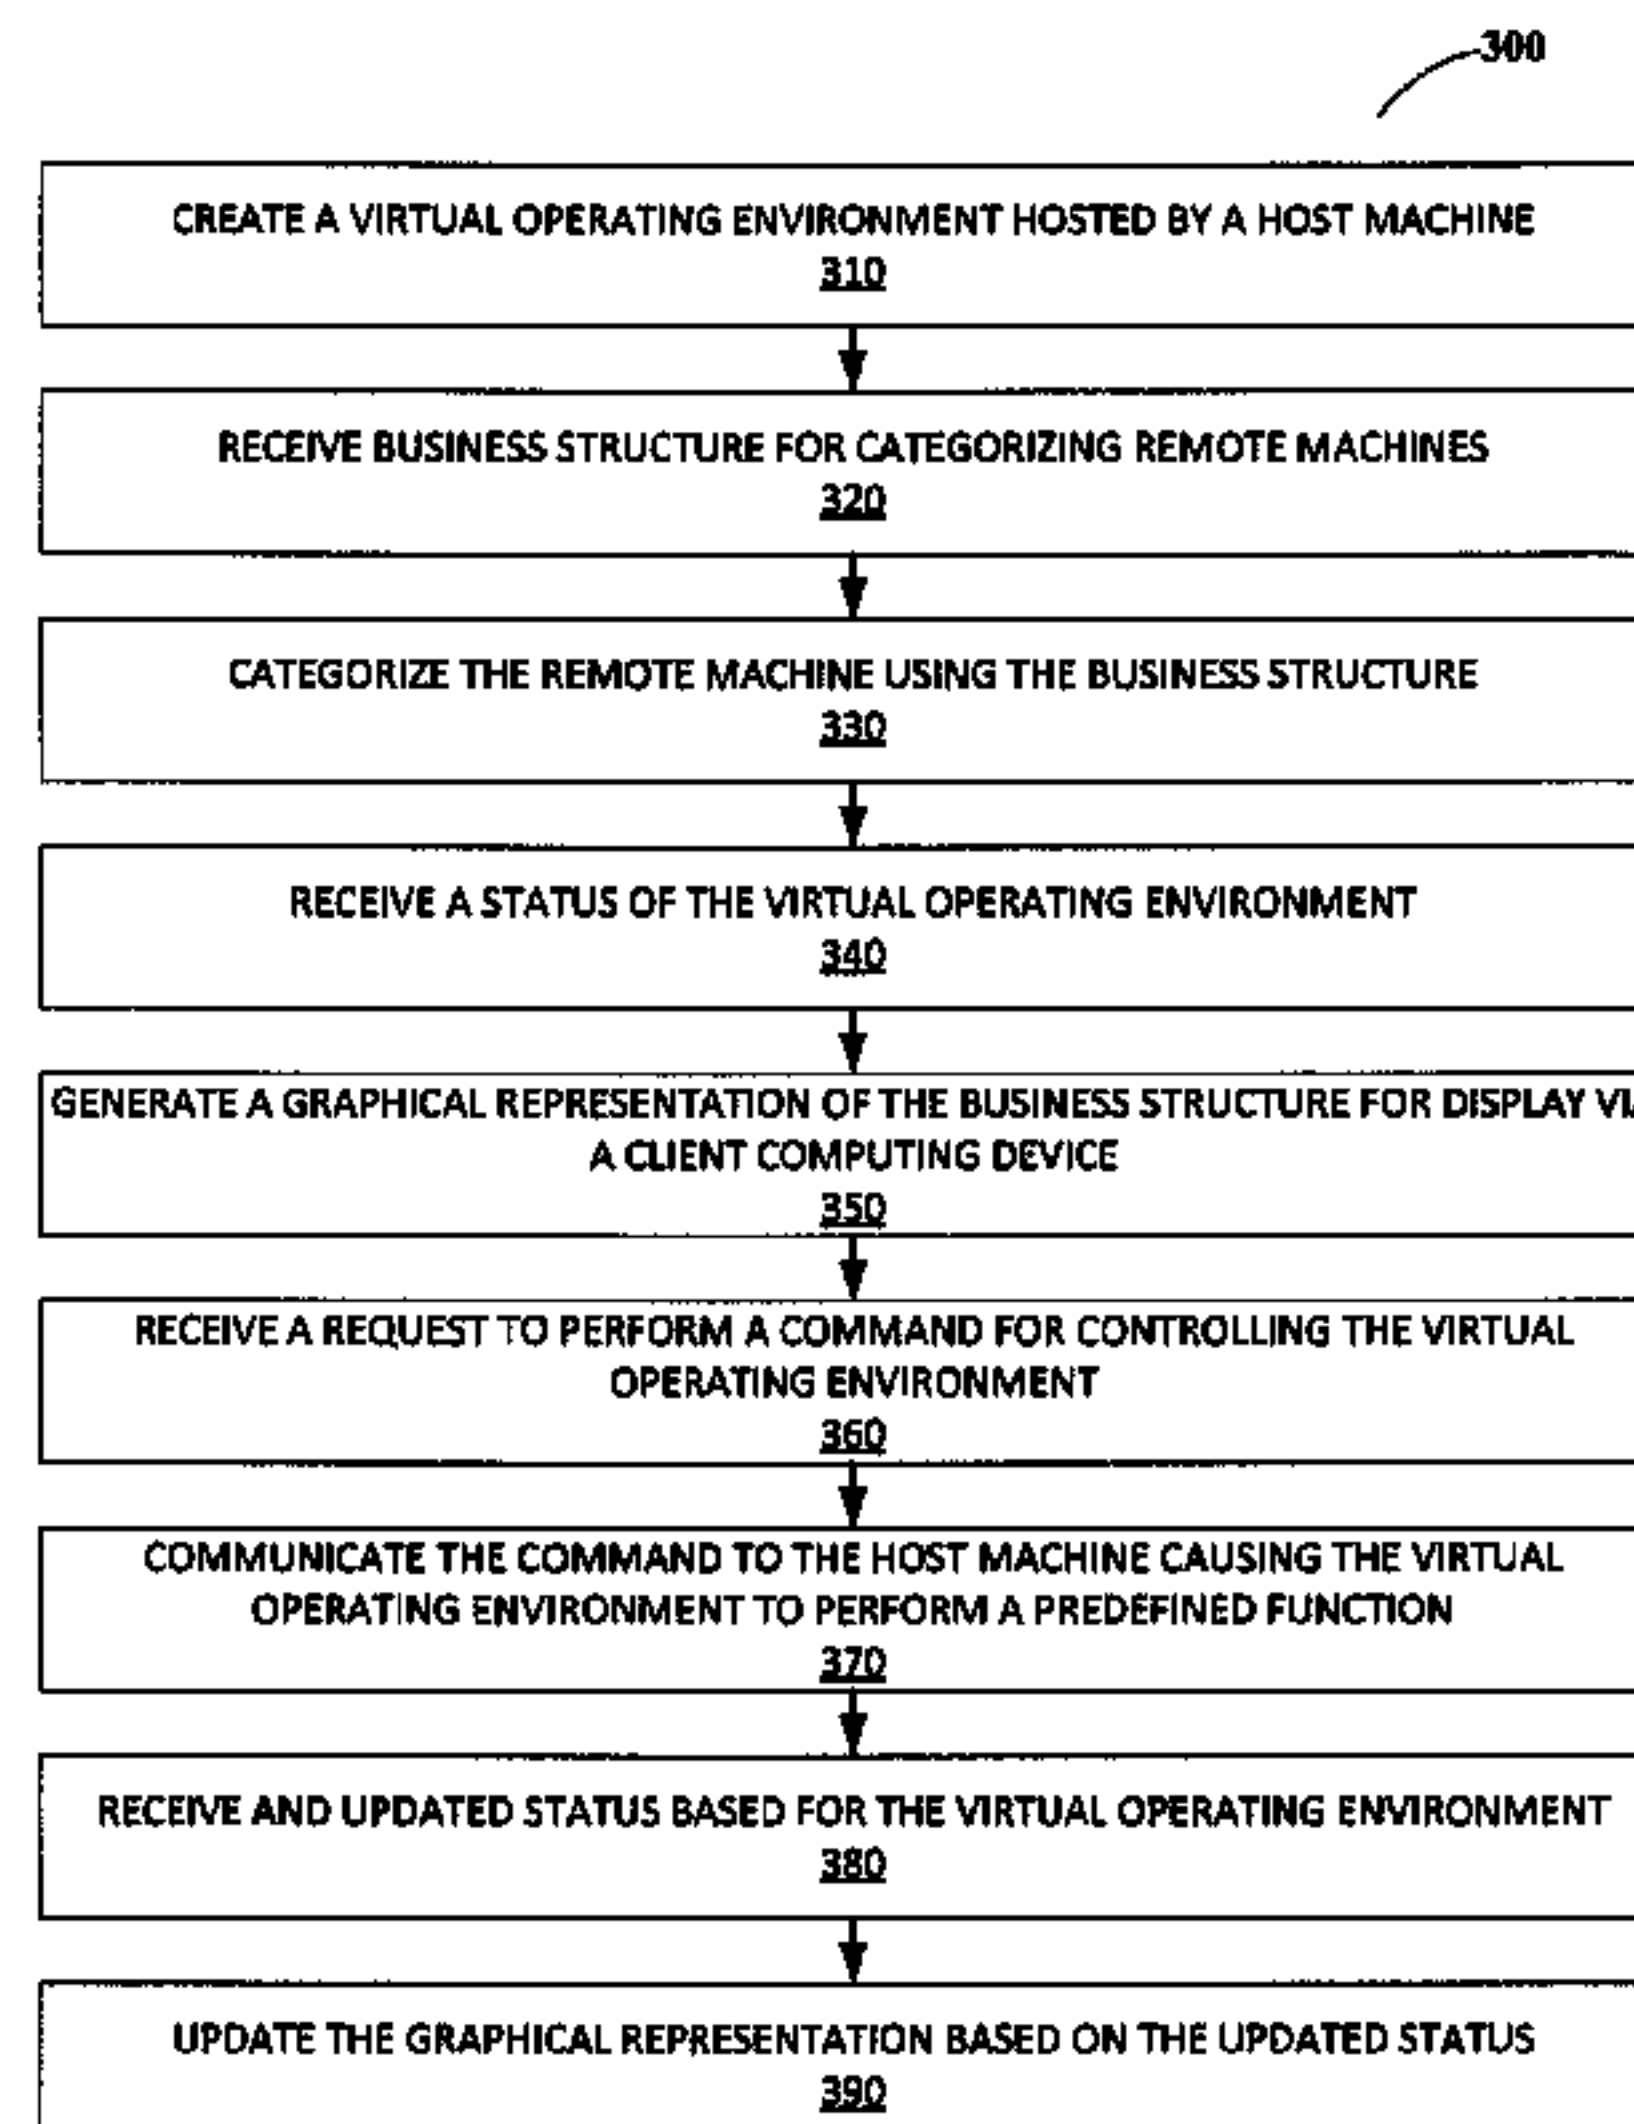 300
CREATE A VIRTUAL OPERATING ENVIRONMENT HOSTED BY A HOST MACHINE
310
RECEIVE BUSINESS STRUCTURE FOR CATEGORIZING REMOTE MACHINES
320
CATEGORIZE THE REMOTE MACHINE USING THE BUSINESS STRUCTURE
330
RECEIVE A STATUS OF THE VIRTUAL OPERATING ENVIRONMENT
340
GENERATE A GRAPHICAL REPRESENTATION OF THE BUSINESS STRUCTURE FOR DISPLAY VIA
A CLIENT COMPUTING DEVICE
350
RECEIVE A REQUEST TO PERFORM A COMMAND FOR CONTROLLING THE VIRTUAL
OPERATING ENVIRONMENT
360
COMMUNICATE THE COMMAND TO THE HOST MACHINE CAUSING THE VIRTUAL
OPERATING ENVIRONMENT TO PERFORM A PREDEFINED FUNCTION
370
RECEIVE AND UPDATED STATUS BASED FOR THE VIRTUAL OPERATING ENVIRONMENT
380
UPDATE THE GRAPHICAL REPRESENTATION BASED ON THE UPDATED STATUS
390